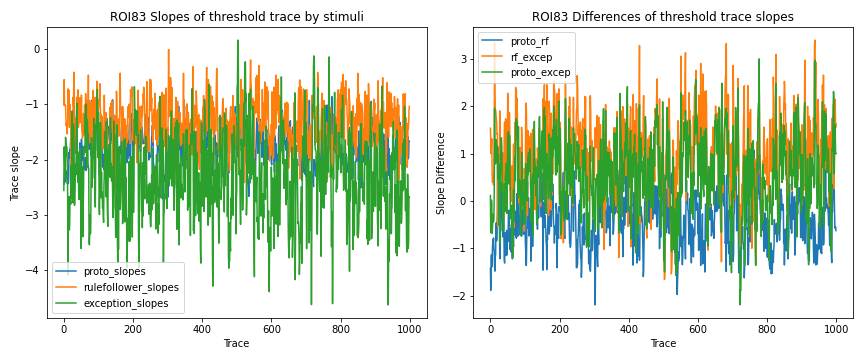 ROI83 Slopes of threshold trace by stimuli
Trace slope
0
−1
−2
−3
−4
proto_slopes
rulefollower_slopes
exception_slopes
0
200
400
600
800
1000
Trace
ROI83 Differences of threshold trace slopes
Slope Difference
3
2
1
0
−1
−2
proto_rf
rf_excep
proto_excep
0
200
400
600
800
1000
Trace